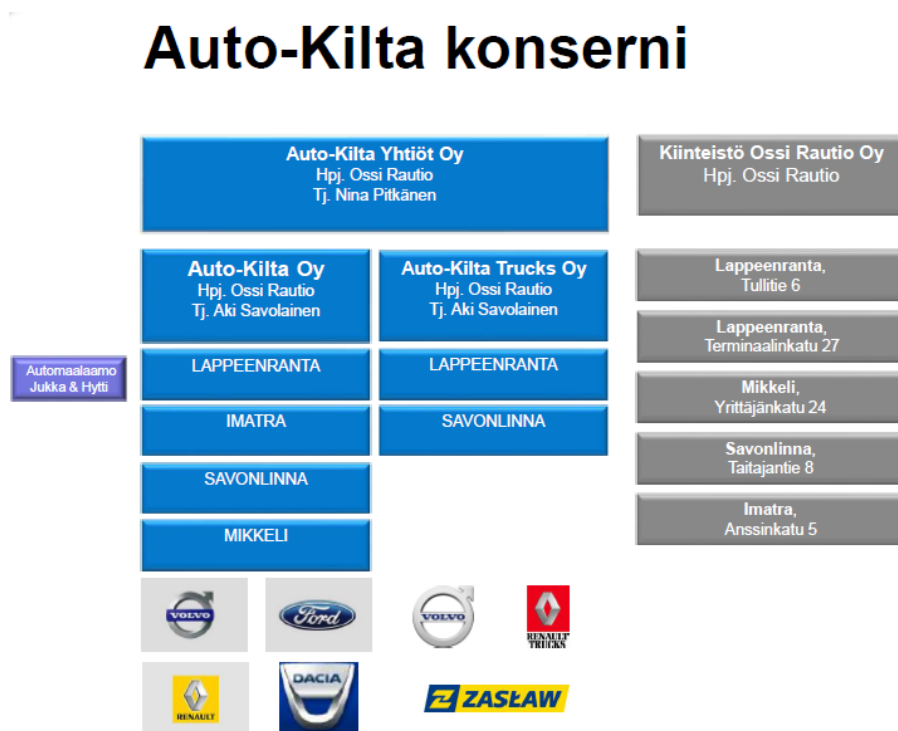 Auto-Kilta konserni
Auto-Kilta Yhtiöt Oy
Hpj. Ossi Rautio
Tj. Nina Pitkänen
Kiinteistö Ossi Rautio Oy
Hpj. Ossi Rautio
Auto-Kilta Oy
Hpj. Ossi Rautio
Tj. Aki Savolainen
Auto-Kilta Trucks Oy
Hpj. Ossi Rautio
Tj. Aki Savolainen
Automaalaamo
Jukka & Hytti
LAPPEENRANTA
IMATRA
SAVONLINNA
MIKKELI
LAPPEENRANTA
SAVONLINNA
Lappeenranta,
Tullitie 6
Lappeenranta,
Terminaalinkatu 27
Mikkeli,
Yrittäjänkatu 24
Savonlinna,
Taitajantie 8
Imatra,
Anssinkatu 5
VOLVO
Ford
VOLVO
RENAULT
TRUCKS
RENAULT
DACIA
ZASŁAW